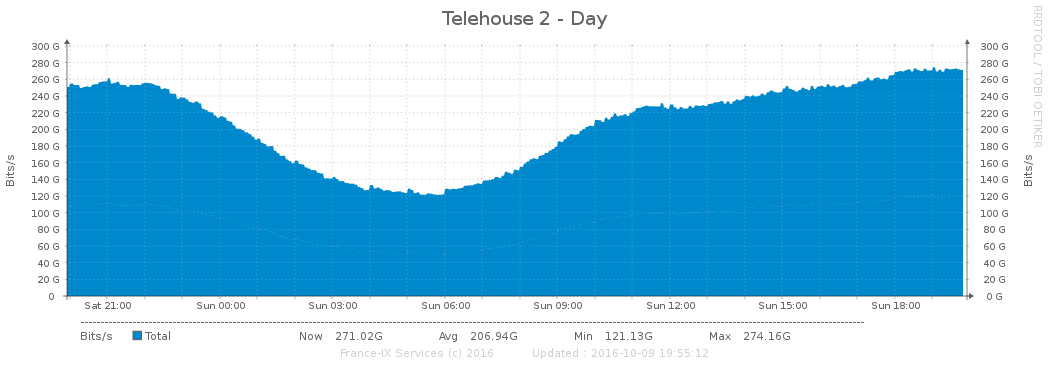 Telehouse 2 - Day
RRDTOOL / TOBI OETIKER
300 G 300 G
280 G 280 G
260 G 260 G
240 G 240 G
220 G 220 G
200 G 200 G
180 G 180 G
160 G 160 G
140 G 140 G
120 G 120 G
100 G 100 G
80 G 80 G
60 G 60 G
40 G 40 G
20 G 20 G
0 0 G
Bits/s
Bits/s
Sat 21:00 Sun 00:00 Sun 03:00 Sun 06:00 Sun 09:00 Sun 12:00 Sun 15:00 Sun 18:00
Bits/s Total Now 271.02G Avg 206.94G Min 121.13G Max 274.16G
France-IX Services (c) 2016 Updated : 2016-10-09 19:55:12